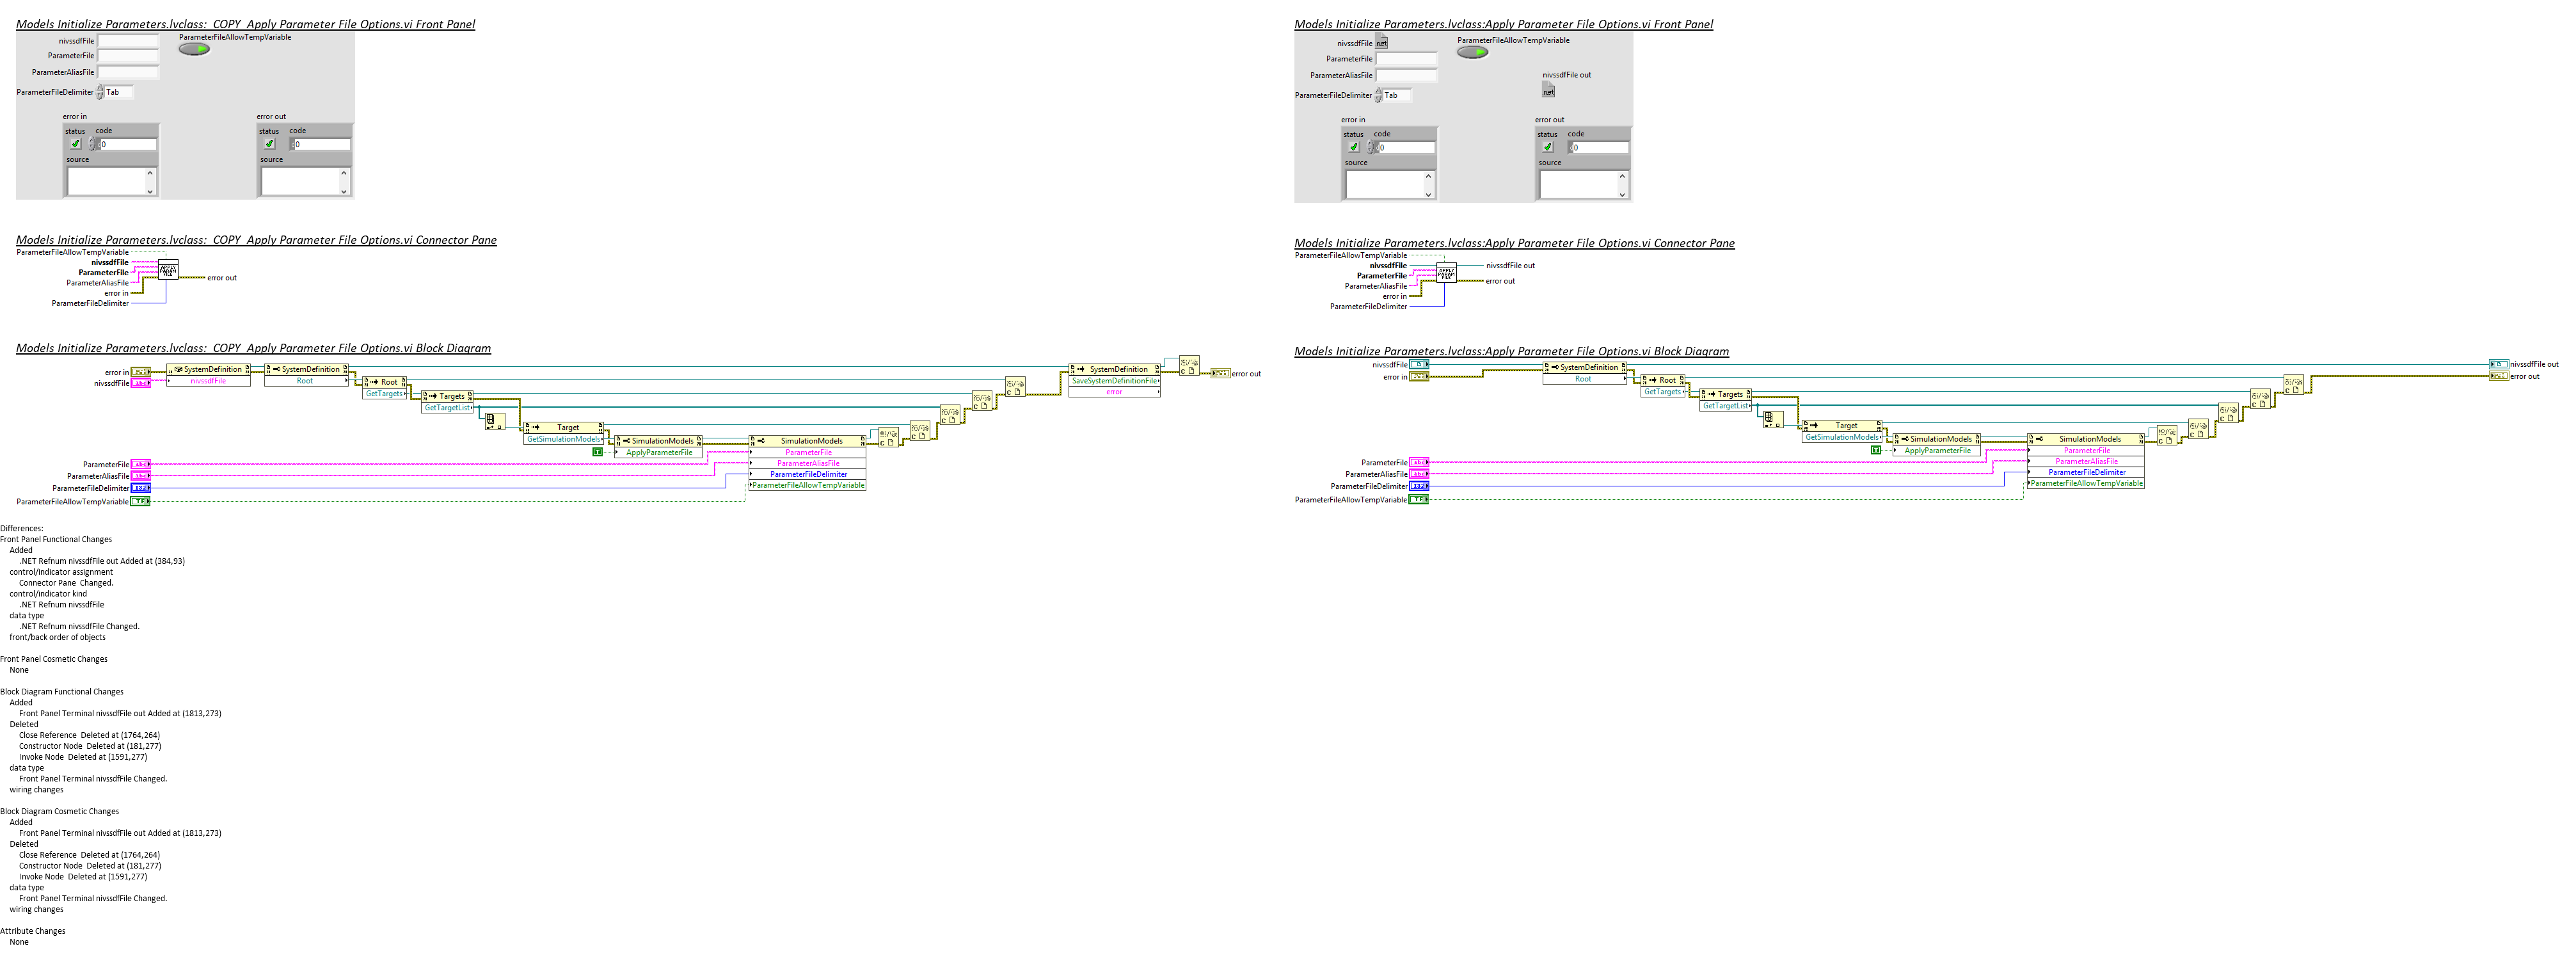 Models Initialize Parameters.lvclass:  COPY  Apply Parameter File Options.vi Front Panel
nivssdfFile
ParameterFileAllowTempVariable
ParameterFile
ParameterAliasFile
ParameterFileDelimiter
Tab
error in
status code
0
source
error out
status code
0
source
Models Initialize Parameters.lvclass:  COPY  Apply Parameter File Options.vi Connector Pane
ParameterFileAllowTempVariable
nivssdfFile
ParameterFile
ParameterAliasFile
error in
ParameterFileDelimiter
APPLY
PARAM
FILE
error out
Models Initialize Parameters.lvclass:  COPY  Apply Parameter File Options.vi Block Diagram
error in
nivssdfFile
SystemDefinition
nivssdfFile
SystemDefinition
Root
Root
GetTargets
Targets
GetTargetList
Target
GetSimulationModels
SimulationModels
ApplyParameterFile
SimulationModels
ParameterFile
ParameterAliasFile
ParameterFileDelimiter
ParameterFileAllowTempVariable
SystemDefinition
SaveSystemDefinitionFile
error
error out
ParameterFile
ParameterAliasFile
ParameterFileDelimiter
ParameterFileAllowTempVariable
Models Initialize Parameters.lvclass:Apply Parameter File Options.vi Front Panel
nivssdfFile
.net
ParameterFileAllowTempVariable
ParameterFile
ParameterAliasFile
ParameterFileDelimiter
Tab
nivssdfFile out
.net
error in
status code
0
source
error out
status code
0
source
Models Initialize Parameters.lvclass:Apply Parameter File Options.vi Connector Pane
ParameterFileAllowTempVariable
nivssdfFile
ParameterFile
ParameterAliasFile
error in
ParameterFileDelimiter
APPLY
PARAM
FILE
nivssdfFile out
error out
Models Initialize Parameters.lvclass:Apply Parameter File Options.vi Block Diagram
nivssdfFile
error in
SystemDefinition
Root
Root
GetTargets
Targets
GetTargetList
Target
GetSimulationModels
SimulationModels
ApplyParameterFile
SimulationModels
ParameterFile
ParameterAliasFile
ParameterFileDelimiter
ParameterFileAllowTempVariable
nivssdfFile out
error out
ParameterFile
ParameterAliasFile
ParameterFileDelimiter
ParameterFileAllowTempVariable
Differences:
Front Panel Functional Changes
Added
.NET Refnum nivssdfFile out Added at (384,93)
control/indicator assignment
Connector Pane  Changed.
control/indicator kind
.NET Refnum nivssdfFile
data type
.NET Refnum nivssdfFile Changed.
front/back order of objects
Front Panel Cosmetic Changes
None
Block Diagram Functional Changes
Added
Front Panel Terminal nivssdfFile out Added at (1813,273)
Deleted
Close Reference  Deleted at (1764,264)
Constructor Node  Deleted at (181,277)
Invoke Node  Deleted at (1591,277)
data type
Front Panel Terminal nivssdfFile Changed.
wiring changes
Block Diagram Cosmetic Changes
Added
Front Panel Terminal nivssdfFile out Added at (1813,273)
Deleted
Close Reference  Deleted at (1764,264)
Constructor Node  Deleted at (181,277)
Invoke Node  Deleted at (1591,277)
data type
Front Panel Terminal nivssdfFile Changed.
wiring changes
Attribute Changes
None